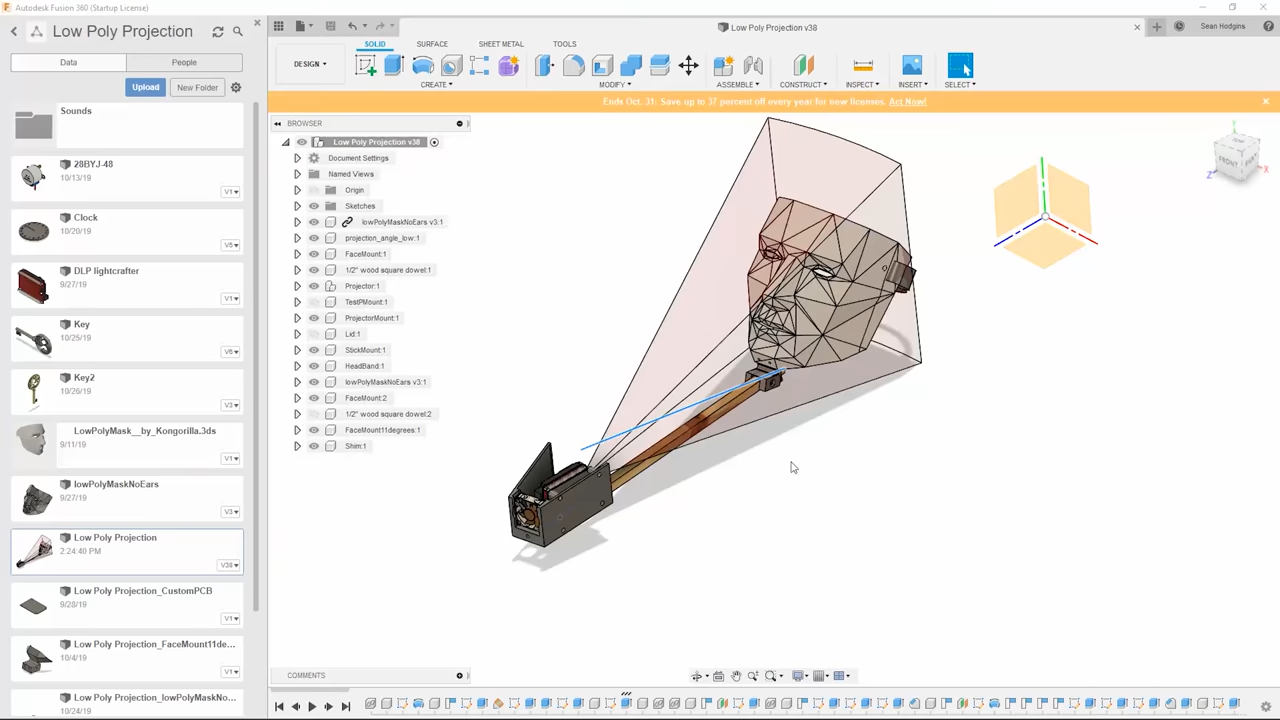 Autodesk Fusion 360 (Startup License)
Low Poly Projection
Data
People
Upload
New Folder
Sounds
28BYJ-48
10/13/19
V1
Clock
10/20/19
V5
DLP lightcrafter
9/27/19
V1
Key
10/25/19
V6
Key2
10/26/19
V3
LowPolyMask__by_Kongorilla.3ds
9/11/19
V1
lowPolyMaskNoEars
9/27/19
V3
Low Poly Projection
2:24:40 PM
V38
Low Poly Projection_CustomPCB
9/28/19
V1
Low Poly Projection_FaceMount11de...
10/4/19
V1
Low Poly Projection_lowPolyMaskNo...
10/24/19
Low Poly Projection v38
Sean Hodgins
DESIGN
SOLID
SURFACE
SHEET METAL
TOOLS
CREATE
MODIFY
ASSEMBLE
CONSTRUCT
INSPECT
INSERT
SELECT
Ends Oct. 31: Save up to 37 percent off every year for new licenses. Act Now!
BROWSER
Low Poly Projection v38
Document Settings
Named Views
Origin
Sketches
lowPolyMaskNoEars v3:1
projection_angle_low:1
FaceMount:1
1/2" wood square dowel:1
Projector:1
TestPMount:1
ProjectorMount:1
Lid:1
StickMount:1
HeadBand:1
lowPolyMaskNoEars v3:1
FaceMount:2
1/2" wood square dowel:2
FaceMount11degrees:1
Shim:1
Y
FRONT
Z
X
COMMENTS